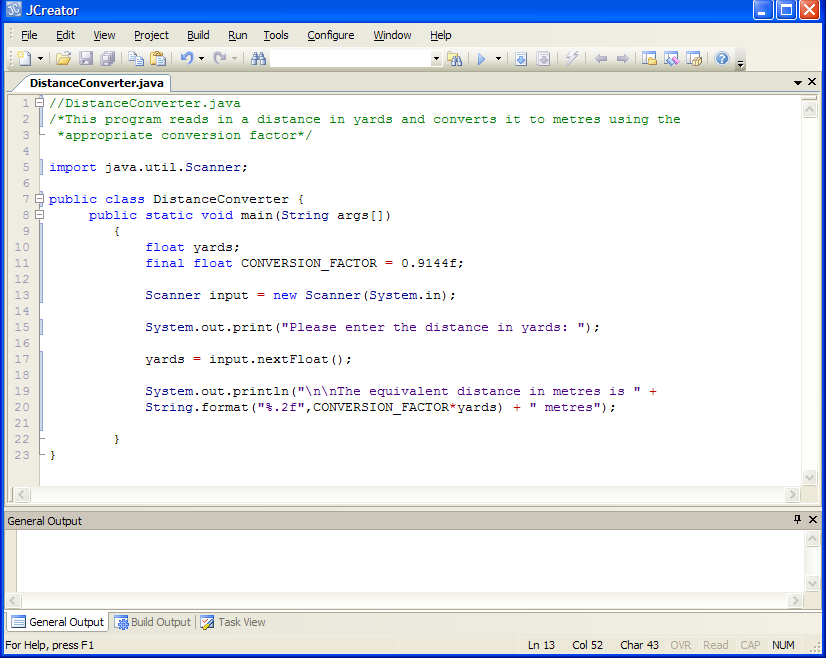 JCreator
File Edit View Project Build Run Tools Configure Window Help
DistanceConverter.java
1 //DistanceConverter.java
2 /*This program reads in a distance in yards and converts it to metres using the
3 *appropriate conversion factor*/
4
5 import java.util.Scanner;
6
7 public class DistanceConverter {
8 public static void main(String args[])
9 {
10 float yards;
11 final float CONVERSION_FACTOR = 0.9144f;
12
13 Scanner input = new Scanner(System.in);
14
15 System.out.print("Please enter the distance in yards: ");
16
17 yards = input.nextFloat();
18
19 System.out.println("\n\nThe equivalent distance in metres is " +
20 String.format("%.2f",CONVERSION_FACTOR*yards) + " metres");
21
22 }
23 }
General Output
General Output Build Output Task View
For Help, press F1 Ln 13 Col 52 Char 43 OVR Read CAP NUM